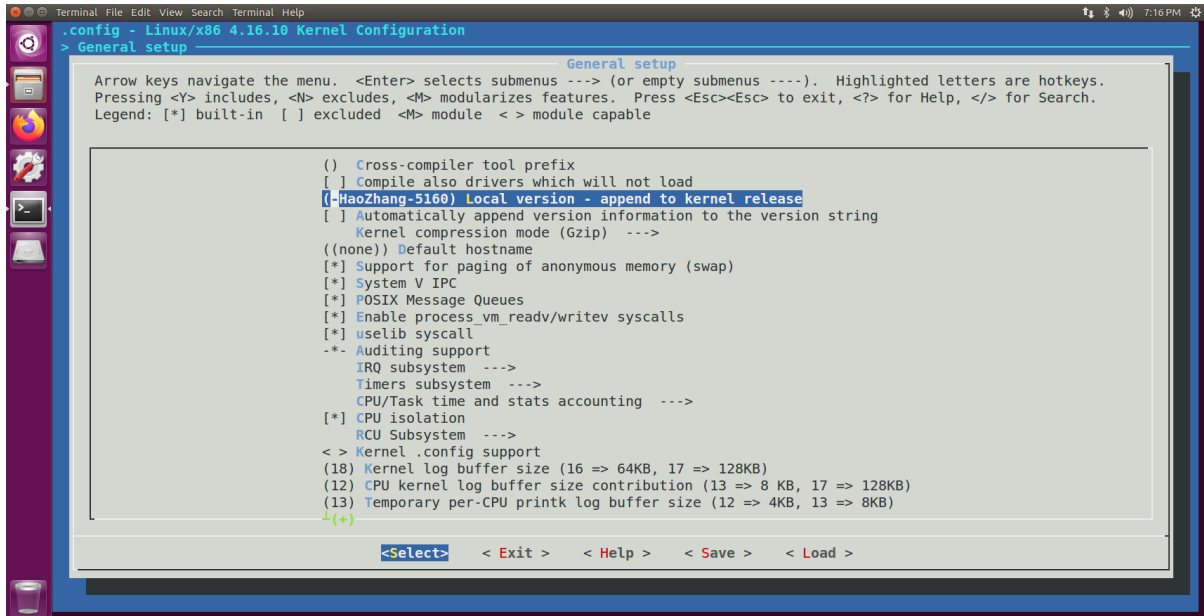 Terminal File Edit View Search Terminal Help 7:16 PM
.config - Linux/x86 4.16.10 Kernel Configuration
> General setup
General setup
Arrow keys navigate the menu. <Enter> selects submenus ---> (or empty submenus ----). Highlighted letters are hotkeys.
Pressing <Y> includes, <N> excludes, <M> modularizes features. Press <Esc><Esc> to exit, <?> for Help, </> for Search.
Legend: [*] built-in [ ] excluded <M> module < > module capable
() Cross-compiler tool prefix
[ ] Compile also drivers which will not load
(-HaoZhang-5160) Local version - append to kernel release
[ ] Automatically append version information to the version string
Kernel compression mode (Gzip) --->
((none)) Default hostname
[*] Support for paging of anonymous memory (swap)
[*] System V IPC
[*] POSIX Message Queues
[*] Enable process_vm_readv/writev syscalls
[*] uselib syscall
-*- Auditing support
IRQ subsystem --->
Timers subsystem --->
CPU/Task time and stats accounting --->
[*] CPU isolation
RCU Subsystem --->
< > Kernel .config support
(18) Kernel log buffer size (16 => 64KB, 17 => 128KB)
(12) CPU kernel log buffer size contribution (13 => 8 KB, 17 => 128KB)
(13) Temporary per-CPU printk log buffer size (12 => 4KB, 13 => 8KB)
┴(+)
<Select> < Exit > < Help > < Save > < Load >